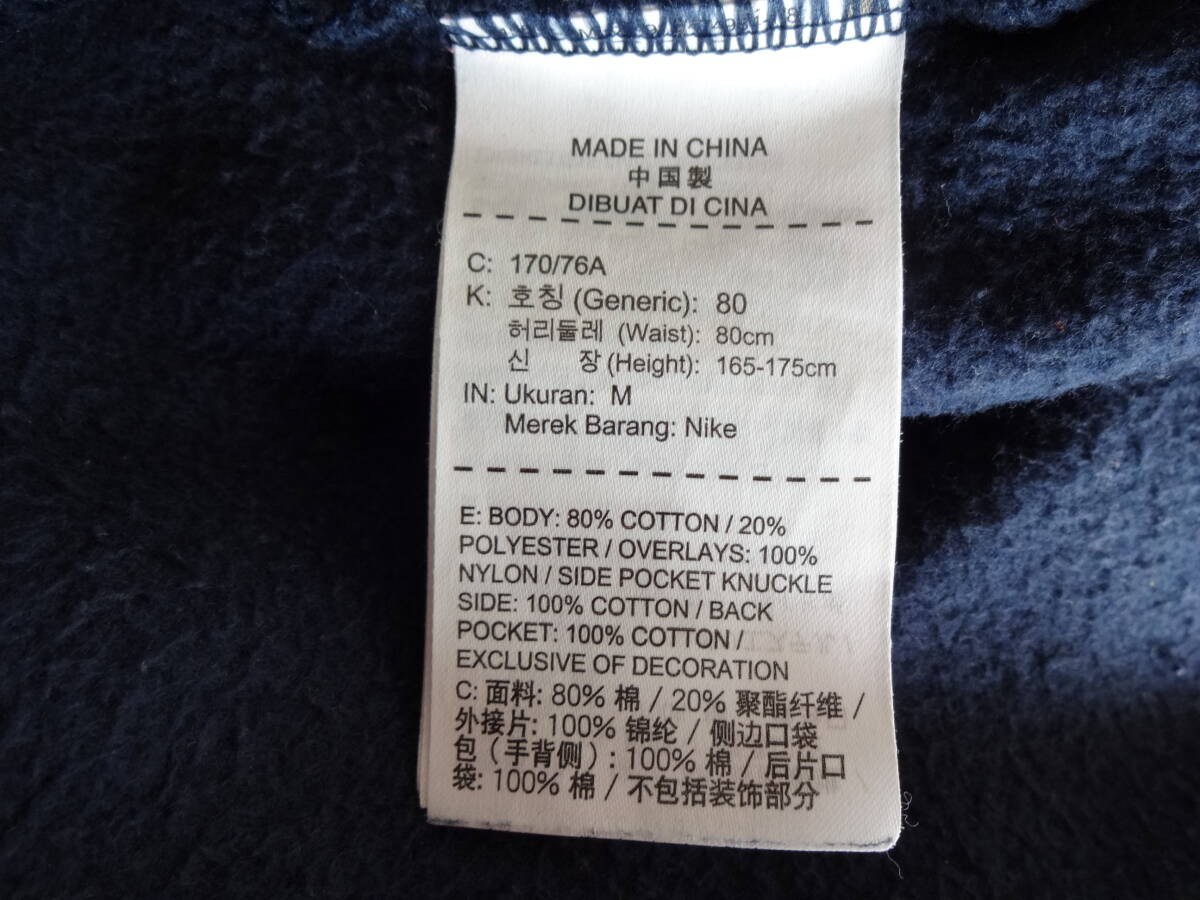 MADE IN CHINA
中国製
DIBUAT DI CINA
C: 170/76A
K: 호칭 (Generic): 80
허리둘레 (Waist): 80cm
신 장 (Height): 165-175cm
IN: Ukuran: M
Merek Barang: Nike
E: BODY: 80% COTTON / 20%
POLYESTER / OVERLAYS: 100%
NYLON / SIDE POCKET KNUCKLE
SIDE: 100% COTTON / BACK
POCKET: 100% COTTON /
EXCLUSIVE OF DECORATION
C: 面料: 80% 棉 / 20% 聚酯纤维 /
外接片: 100% 锦纶 / 侧边口袋
包 (手背侧) : 100% 棉 / 后片口
袋: 100% 棉 / 不包括装饰部分